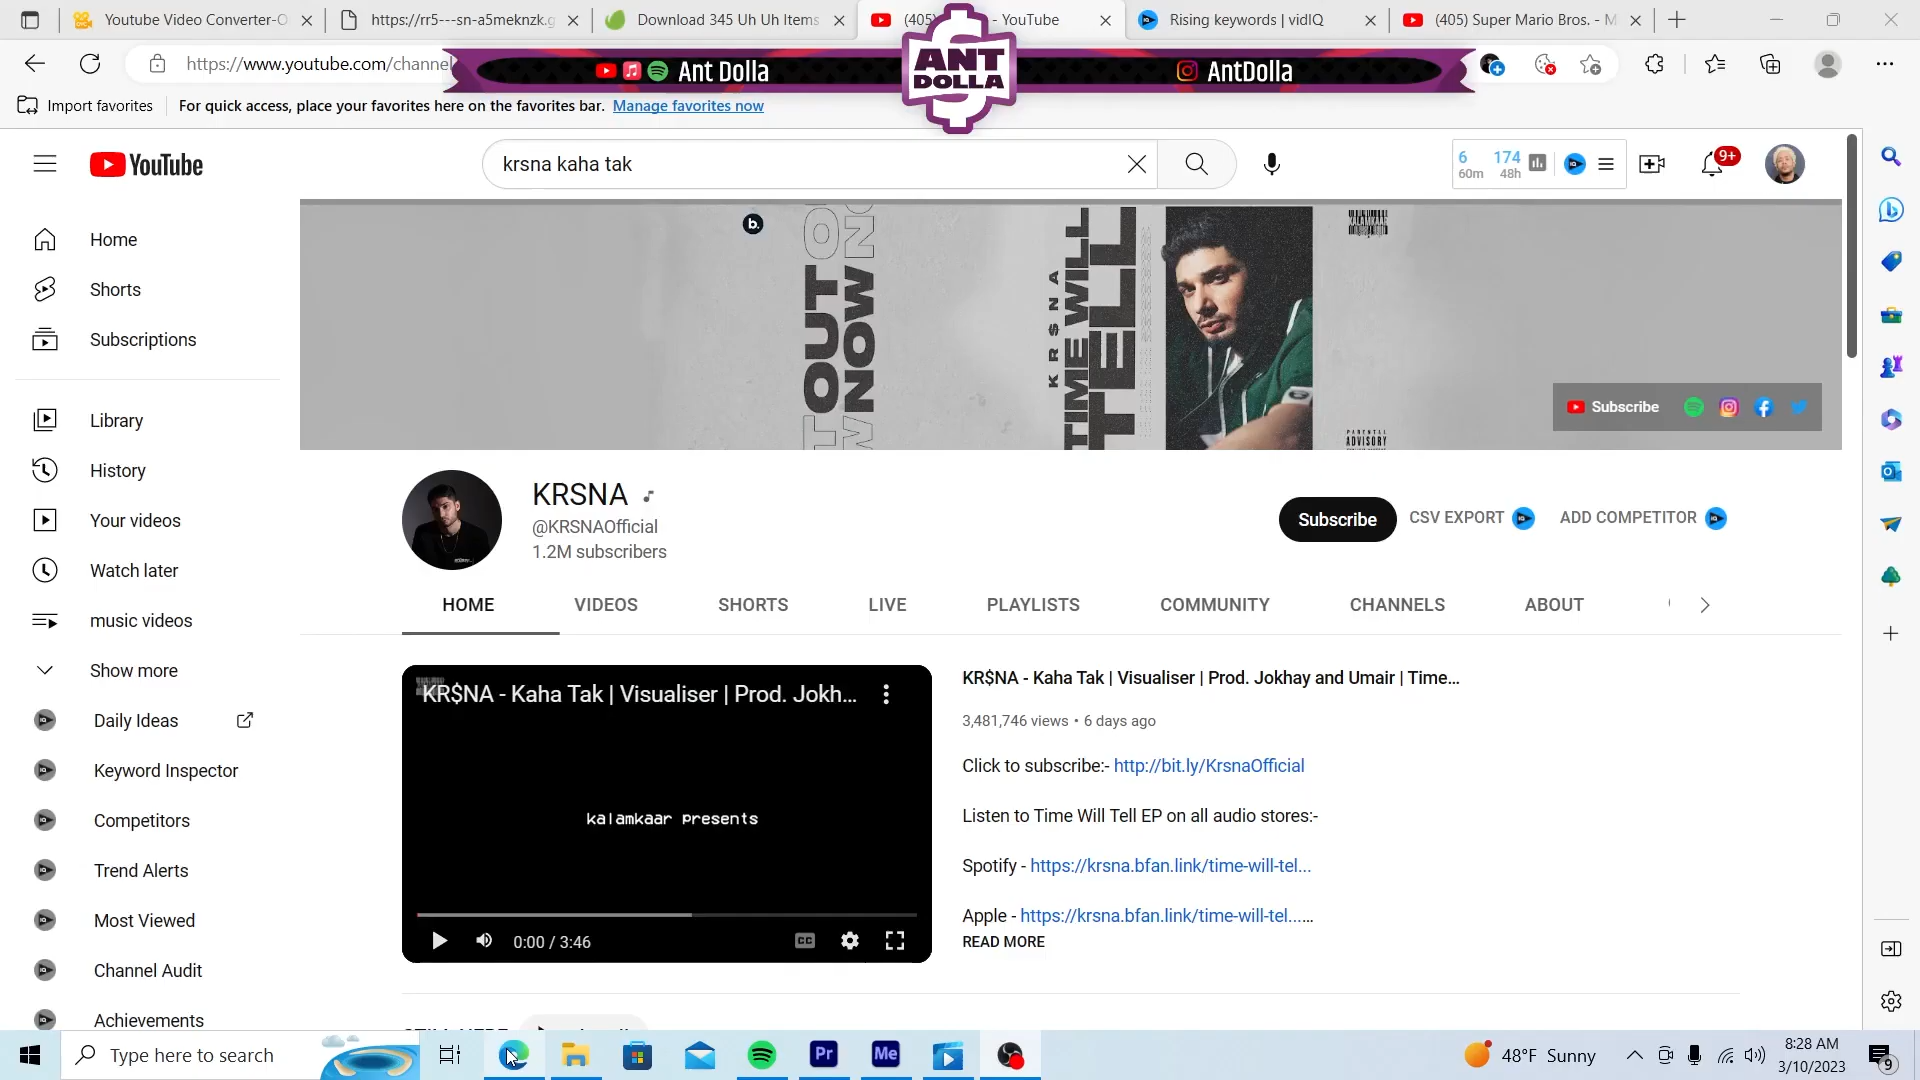 Youtube Video Converter-O
https://rr5---sn-a5meknzk.g
Download 345 Uh Uh Items
(405)
- YouTube
Rising keywords | vidIQ
(405) Super Mario Bros. - M
https://www.youtube.com/channel
Ant Dolla
ANT
DOLLA
AntDolla
Import favorites
For quick access, place your favorites here on the favorites bar. Manage favorites now
YouTube
krsna kaha tak
6
60m
174
48h
9+
Home
Shorts
Subscriptions
Library
History
Your videos
Watch later
music videos
Show more
Daily Ideas
Keyword Inspector
Competitors
Trend Alerts
Most Viewed
Channel Audit
Achievements
b.
OUT
NOW
KR$NA
TIME WILL
TELL
PARENTAL
ADVISORY
Subscribe
KRSNA
@KRSNAOfficial
1.2M subscribers
Subscribe
CSV EXPORT
ADD COMPETITOR
HOME
VIDEOS
SHORTS
LIVE
PLAYLISTS
COMMUNITY
CHANNELS
ABOUT
KR$NA - Kaha Tak | Visualiser | Prod. Jokh...
kalamkaar presents
0:00 / 3:46
CC
KR$NA - Kaha Tak | Visualiser | Prod. Jokhay and Umair | Time...
3,481,746 views • 6 days ago
Click to subscribe:- http://bit.ly/KrsnaOfficial
Listen to Time Will Tell EP on all audio stores:-
Spotify - https://krsna.bfan.link/time-will-tel...
Apple - https://krsna.bfan.link/time-will-tel......
READ MORE
Type here to search
Pr
Me
48°F Sunny
8:28 AM
3/10/2023
9